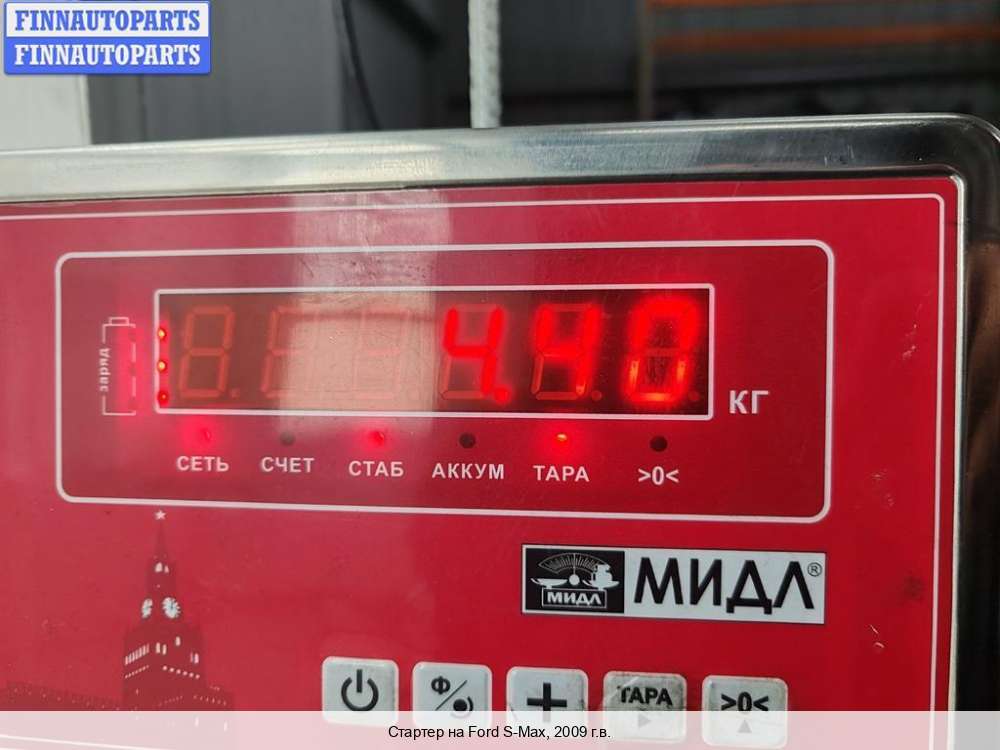 FINNAUTOPARTS
FINNAUTOPARTS
заряд
4.40
КГ
СЕТЬ СЧЕТ СТАБ АККУМ ТАРА >0<
МИДЛ МИДЛ®
Ф
ТАРА >0<
Стартер на Ford S-Max, 2009 г.в.